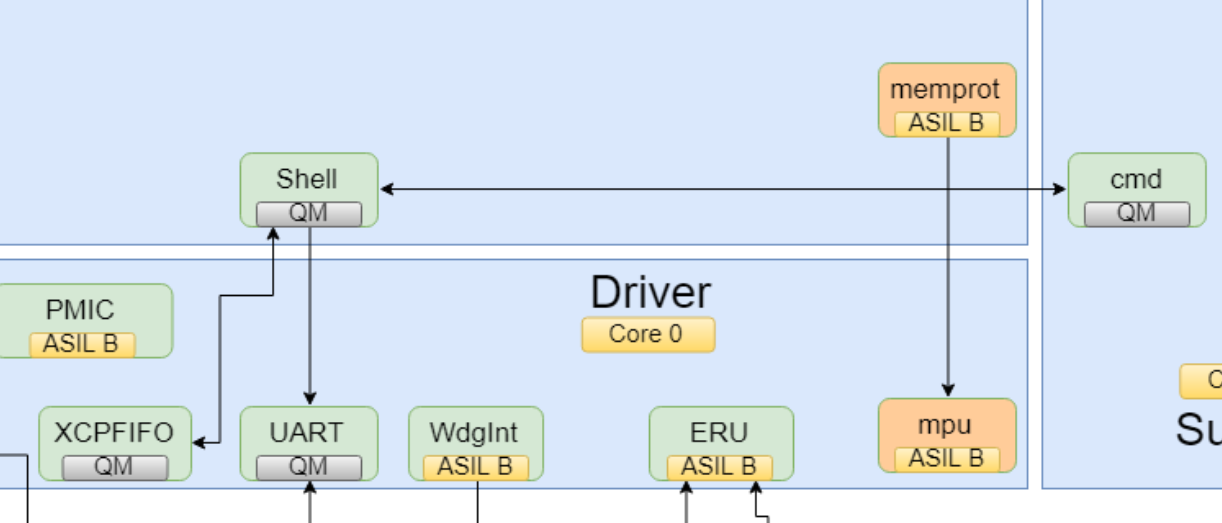 memprot
ASIL B
Shell
QM
cmd
QM
Driver
Core 0
PMIC
ASIL B
XCPFIFO
QM
UART
QM
WdgInt
ASIL B
ERU
ASIL B
mpu
ASIL B
C
Su